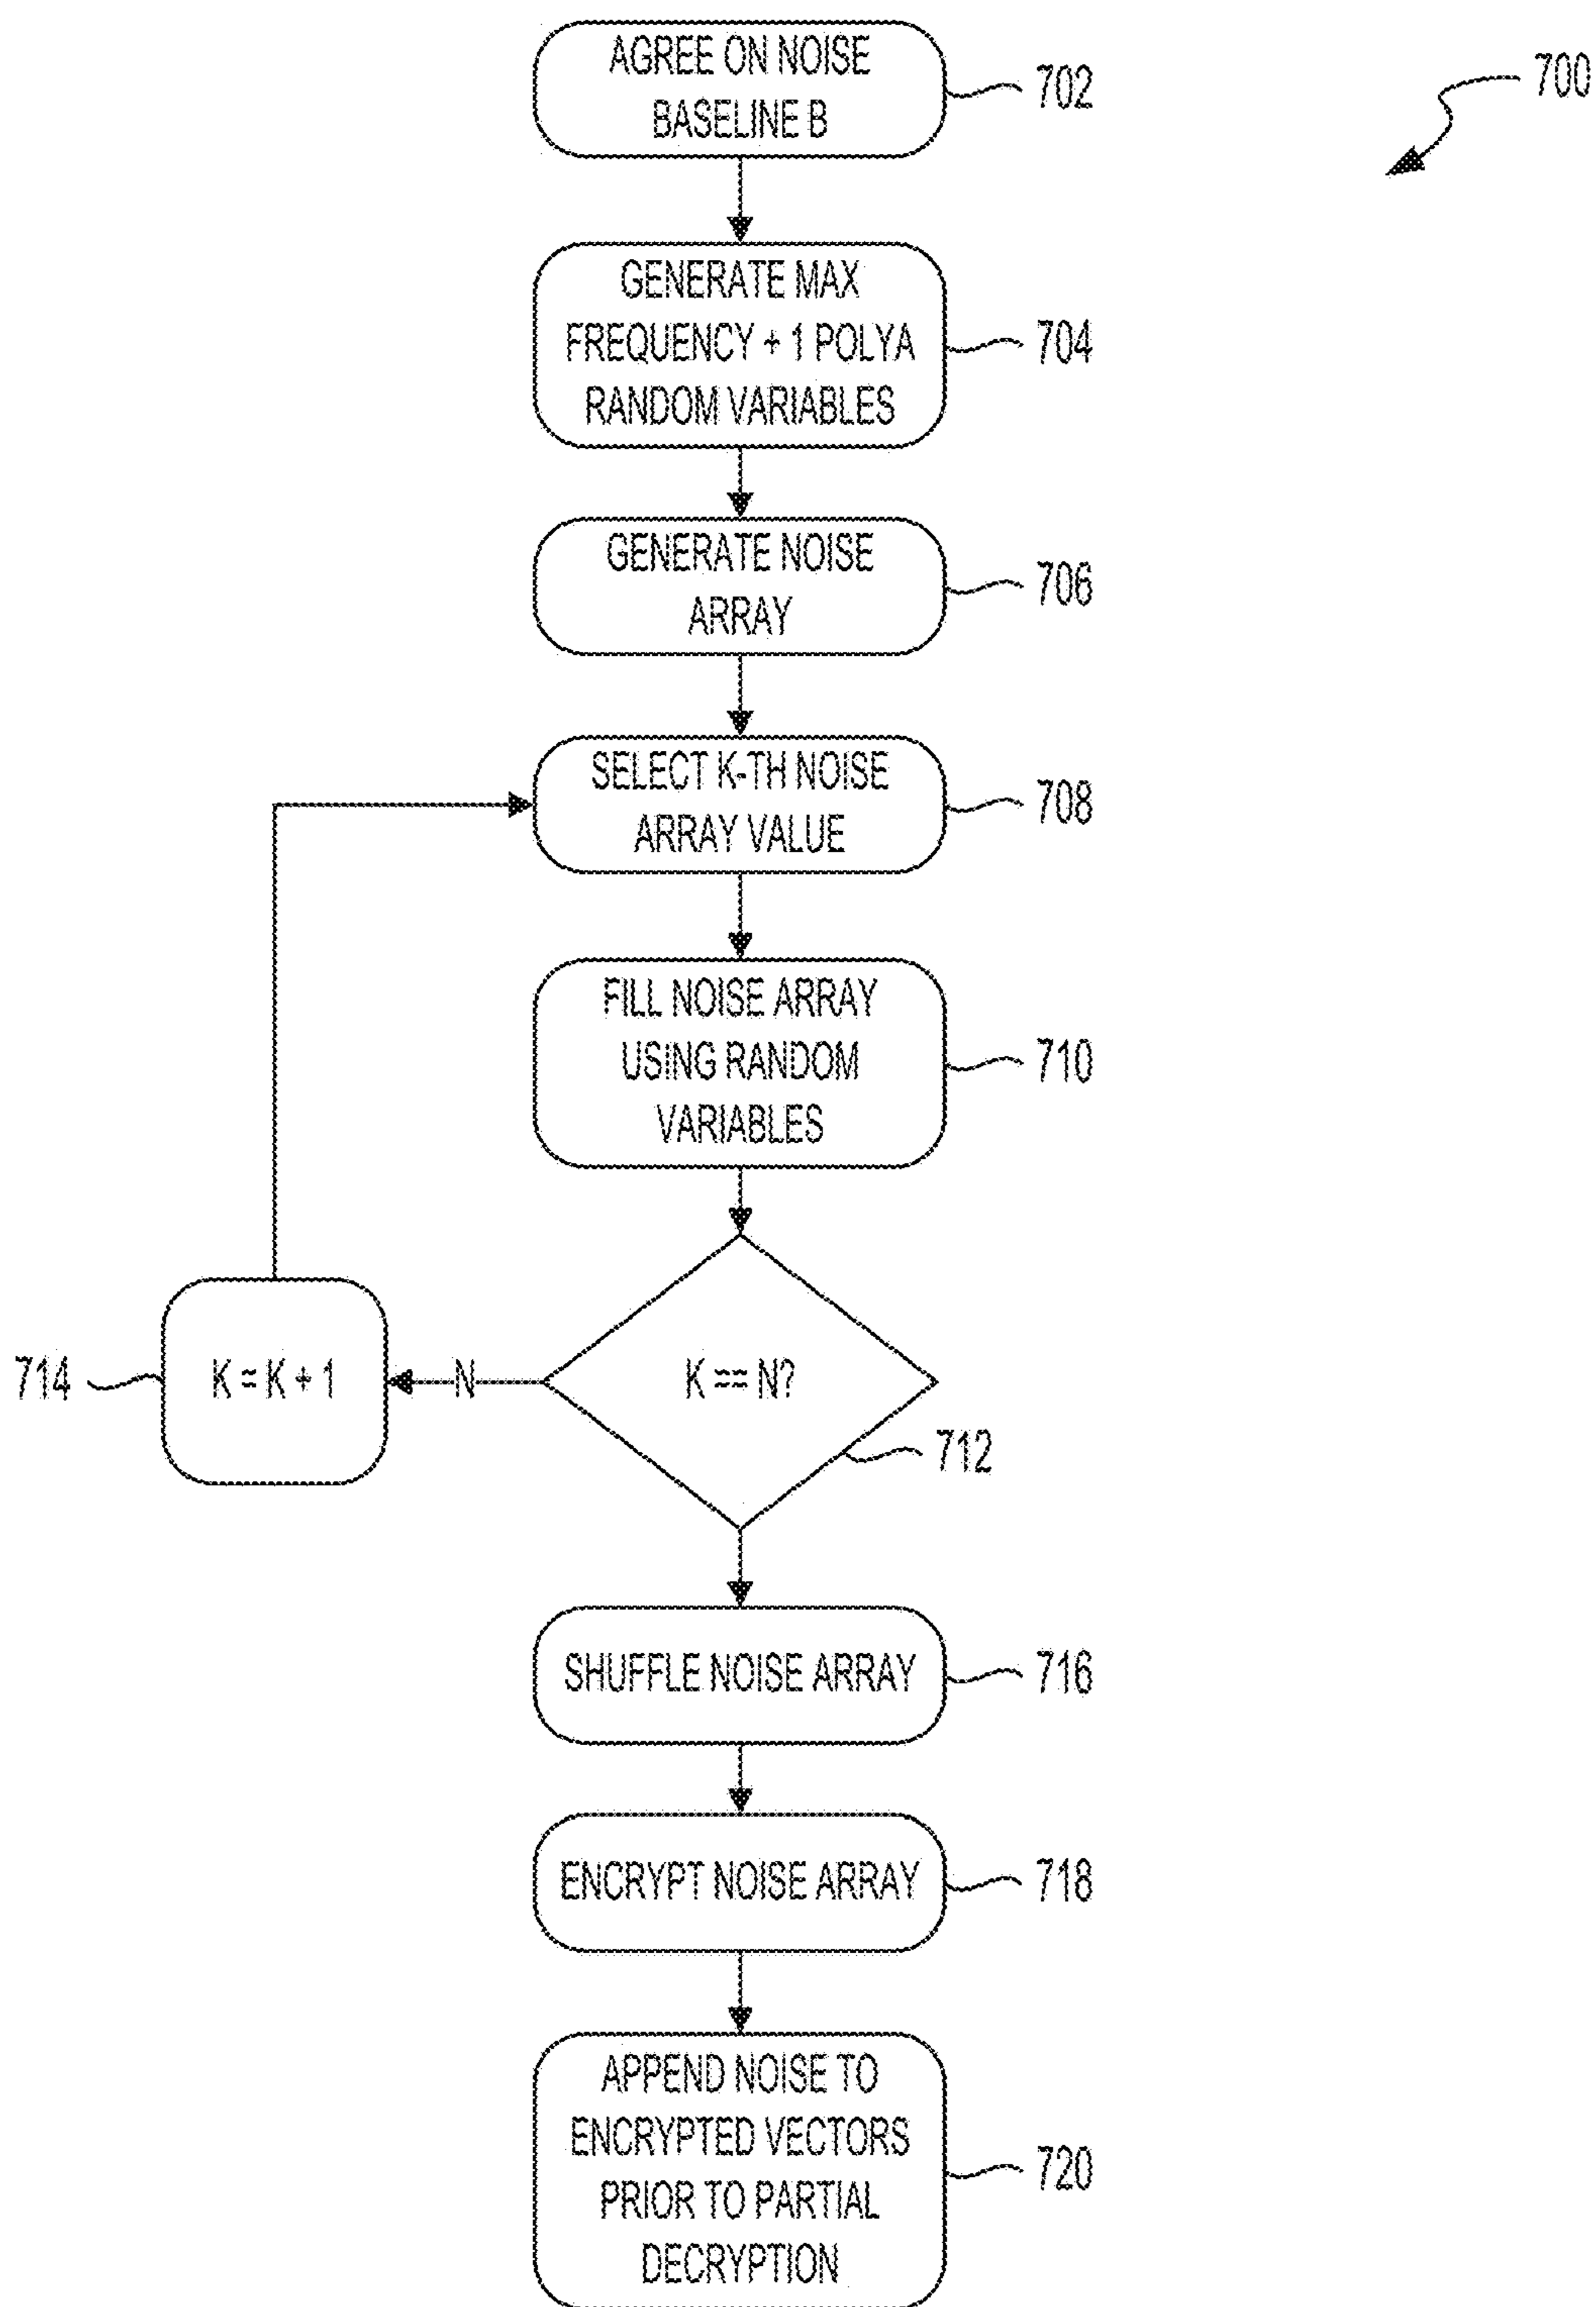 AGREE ON NOISE
BASELINE B
702
700
GENERATE MAX
FREQUENCY + 1 POLYA
RANDOM VARIABLES
704
GENERATE NOISE
ARRAY
706
SELECT K-TH NOISE
ARRAY VALUE
708
FILL NOISE ARRAY
USING RANDOM
VARIABLES
710
714
K = K + 1
N
K == N?
712
SHUFFLE NOISE ARRAY
716
ENCRYPT NOISE ARRAY
718
APPEND NOISE TO
ENCRYPTED VECTORS
PRIOR TO PARTIAL
DECRYPTION
720